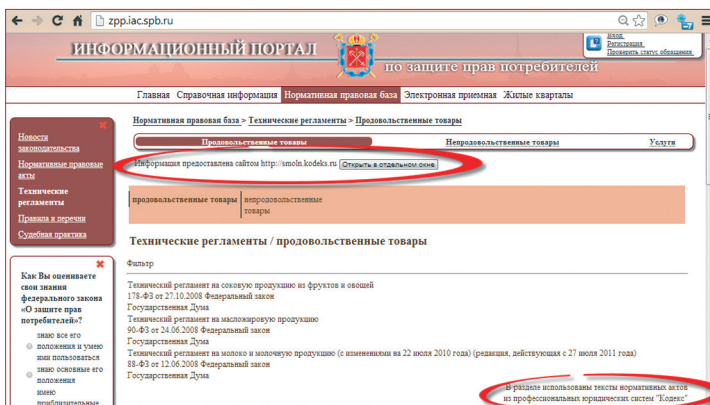 zpp.iac.spb.ru
ИНФОРМАЦИОННЫЙ ПОРТАЛ
по защите прав потребителей
Вход
Регистрация
Проверить статус обращения
Главная Справочная информация Нормативная правовая база Электронная приемная Жилые кварталы
Новости
законодательства
Нормативные правовые
акты
Технические
регламенты
Правила и перечни
Судебная практика
Нормативная правовая база > Технические регламенты > Продовольственные товары
Продовольственные товары Непродовольственные товары Услуги
Информация предоставлена сайтом http://smoln.kodeks.ru Открыть в отдельном окне
продовольственные товары непродовольственные
товары
Технические регламенты / продовольственные товары
Фильтр
Технический регламент на соковую продукцию из фруктов и овощей
178-ФЗ от 27.10.2008 Федеральный закон
Государственная Дума
Технический регламент на масложировую продукцию
90-ФЗ от 24.06.2008 Федеральный закон
Государственная Дума
Технический регламент на молоко и молочную продукцию (с изменениями на 22 июля 2010 года) (редакция, действующая с 27 июля 2011 года)
88-ФЗ от 12.06.2008 Федеральный закон
Государственная Дума
В разделе использованы тексты нормативных актов
из профессиональных юридических систем "Кодекс"
Как Вы оцениваете
свои знания
федерального закона
«О защите прав
потребителей»?
знаю все его
положения и умею
ими пользоваться
знаю основные его
положения
имею
приблизительные